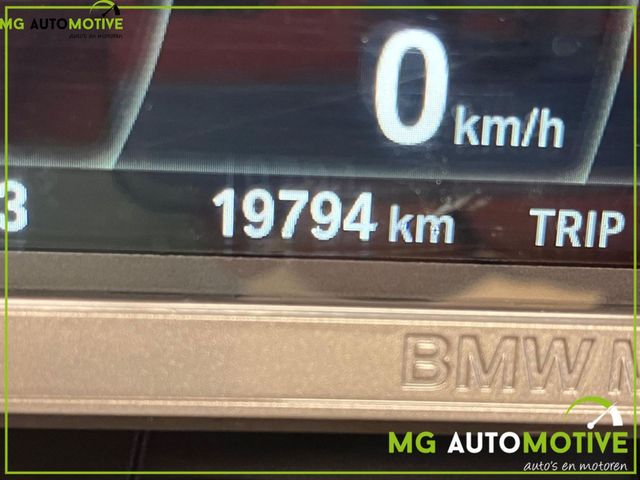 MG AUTOMOTIVE
auto's en motoren
0 km/h
3 19794 km TRIP
BMW M
MG AUTOMOTIVE
auto's en motoren